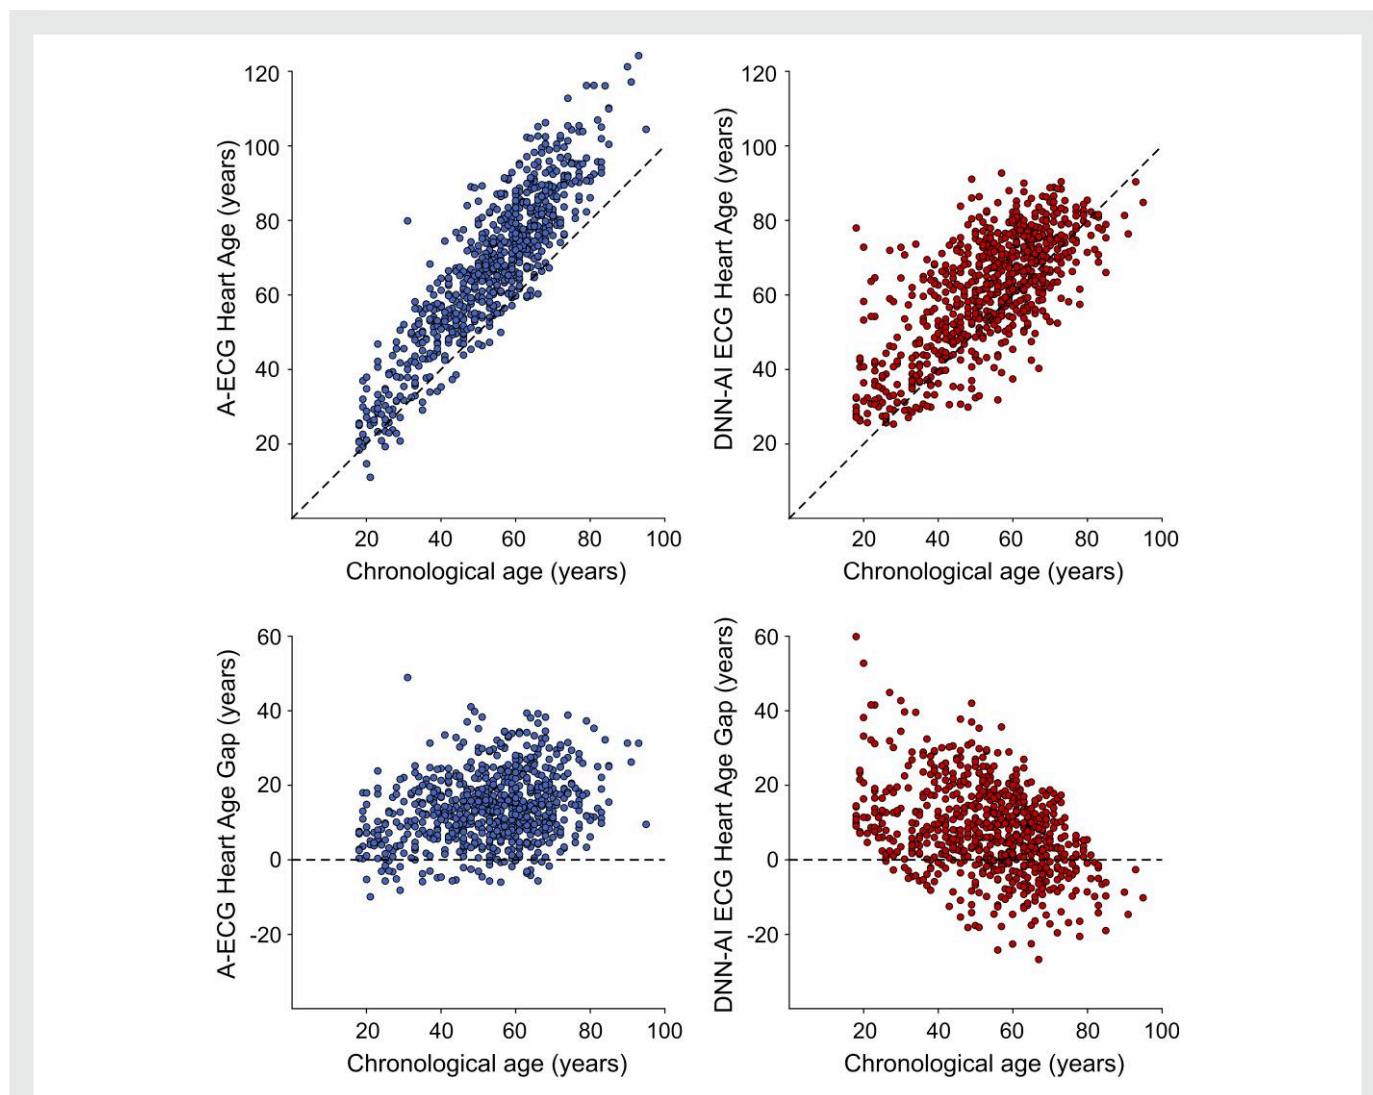 A-ECG Heart Age (years)
120
100
80
60
40
20
20 40 60 80 100
Chronological age (years)
DNN-AI ECG Heart Age (years)
120
100
80
60
40
20
20 40 60 80 100
Chronological age (years)
A-ECG Heart Age Gap (years)
60
40
20
0
-20
20 40 60 80 100
Chronological age (years)
DNN-AI ECG Heart Age Gap (years)
60
40
20
0
-20
20 40 60 80 100
Chronological age (years)